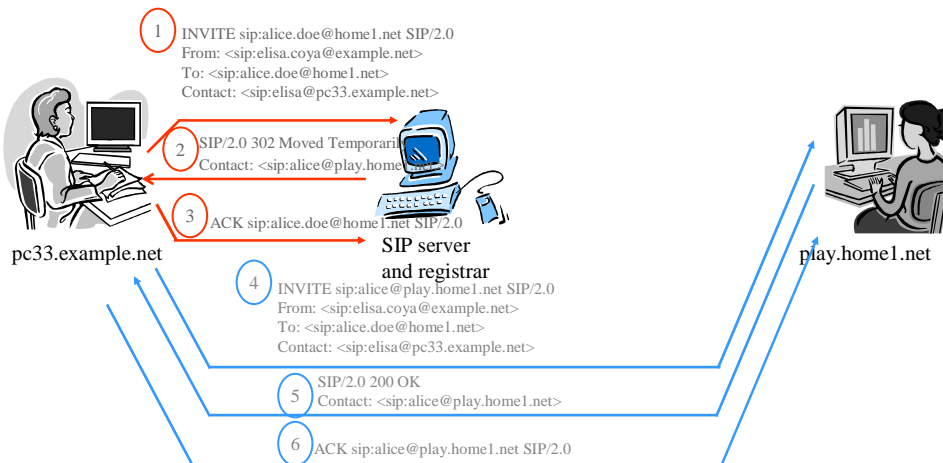 1
INVITE sip:alice.doe@home1.net SIP/2.0
From: <sip:elisa.coya@example.net>
To: <sip:alice.doe@home1.net>
Contact: <sip:elisa@pc33.example.net>
2
SIP/2.0 302 Moved Temporarily
Contact: <sip:alice@play.home1.net>
3
ACK sip:alice.doe@home1.net SIP/2.0
pc33.example.net
SIP server
and registrar
play.home1.net
4
INVITE sip:alice@play.home1.net SIP/2.0
From: <sip:elisa.coya@example.net>
To: <sip:alice.doe@home1.net>
Contact: <sip:elisa@pc33.example.net>
5
SIP/2.0 200 OK
Contact: <sip:alice@play.home1.net>
6
ACK sip:alice@play.home1.net SIP/2.0